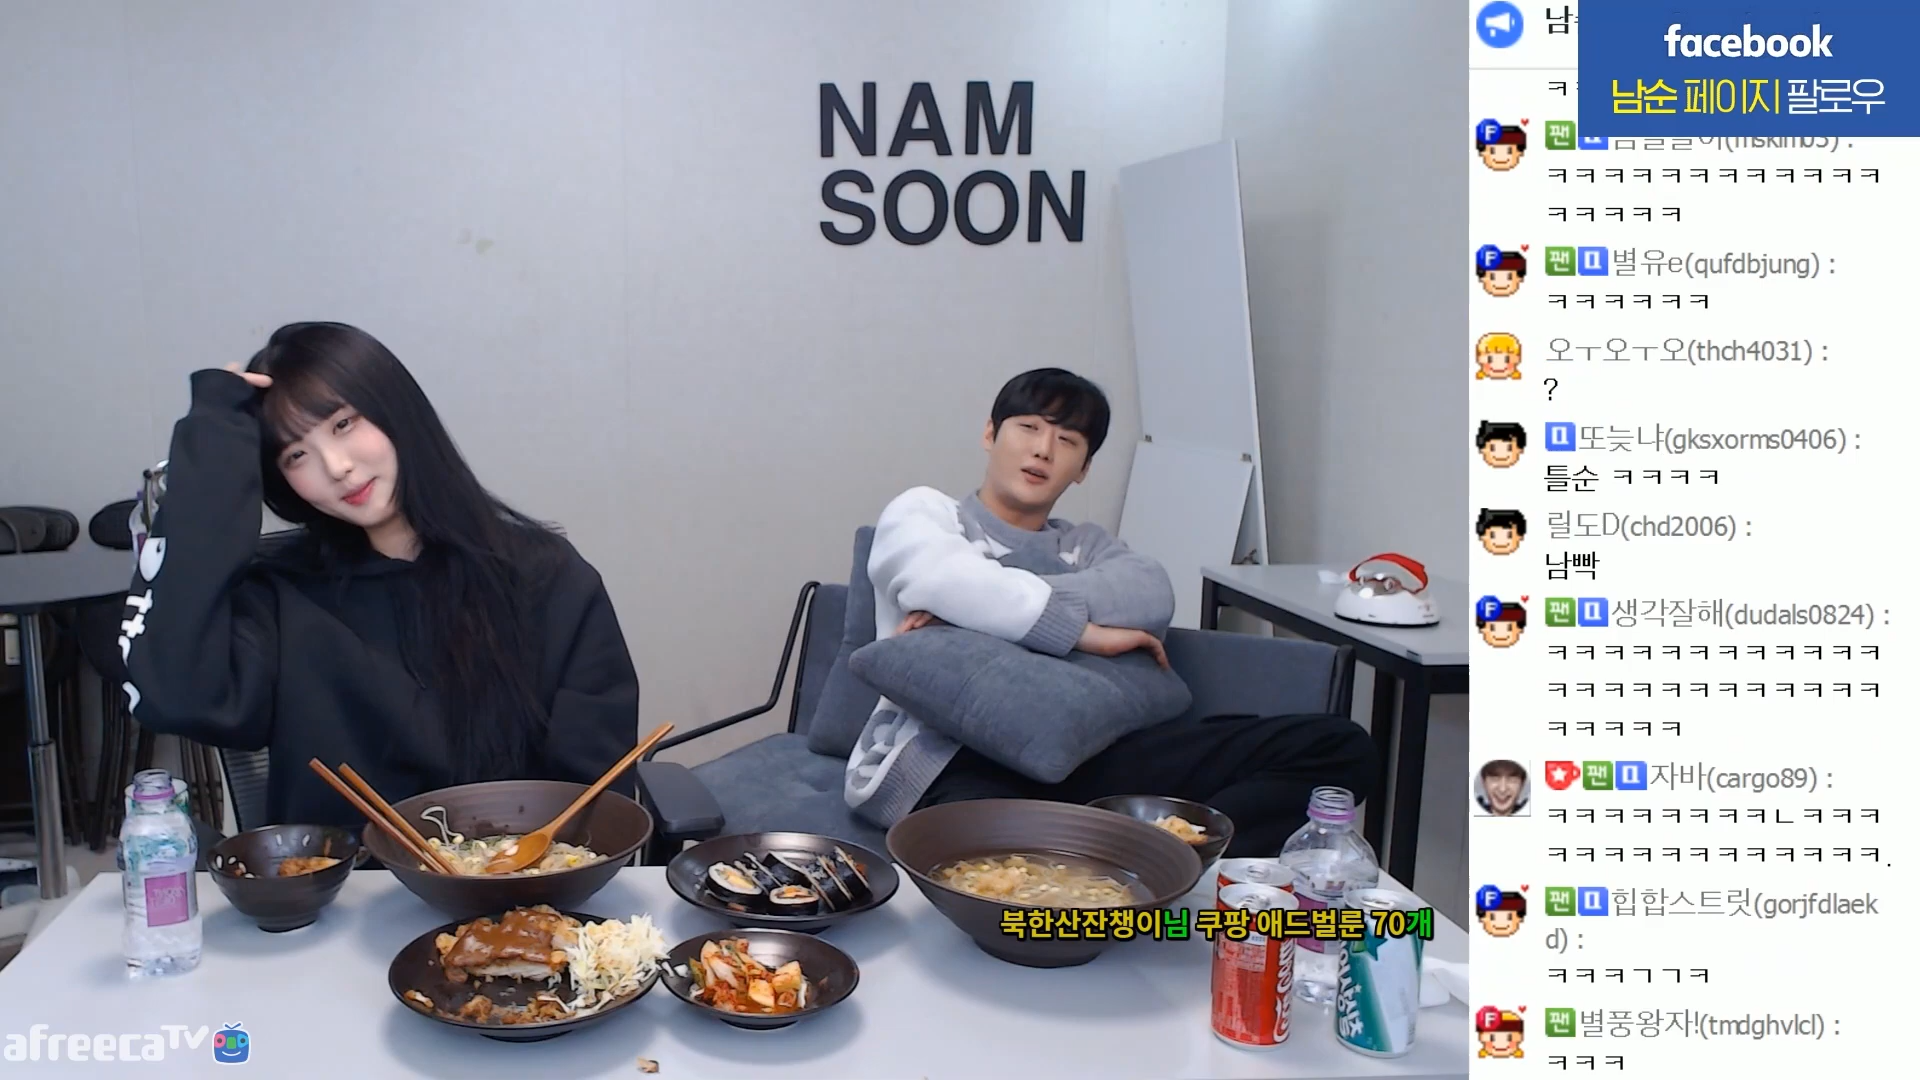 NAM
SOON
facebook
남순 페이지 팔로우
ㅋㅋㅋㅋㅋㅋㅋㅋㅋㅋㅋㅋ
ㅋㅋㅋㅋㅋ
팬 별유e(qufdbjung) :
ㅋㅋㅋㅋㅋㅋ
오ㅜ오ㅜ오(thch4031) :
?
또늦냐(gksxorms0406) :
틀순 ㅋㅋㅋㅋ
릴도D(chd2006) :
남빡
팬 생각잘해(dudals0824) :
ㅋㅋㅋㅋㅋㅋㅋㅋㅋㅋㅋㅋ
ㅋㅋㅋㅋㅋㅋㅋㅋㅋㅋㅋㅋ
ㅋㅋㅋㅋㅋ
팬 자바(cargo89) :
ㅋㅋㅋㅋㅋㅋㅋㅋㄴㅋㅋㅋ
ㅋㅋㅋㅋㅋㅋㅋㅋㅋㅋㅋㅋ.
팬 힙합스트릿(gorjfdlaek
d) :
ㅋㅋㅋㄱㄱㅋ
팬 별풍왕자!(tmdghvlcl) :
ㅋㅋㅋ
북한산잔챙이님 쿠팡 애드벌룬 70개
afreecaTV